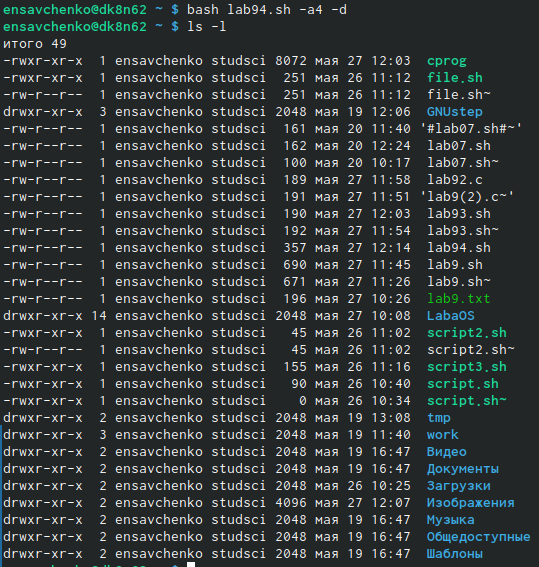 ensavchenko@dk8n62 ~ $ bash lab94.sh -a4 -d
ensavchenko@dk8n62 ~ $ ls -l
итого 49
-rwxr-xr-x  1 ensavchenko studsci 8072 мая 27 12:03  cprog
-rwxr-xr-x  1 ensavchenko studsci  251 мая 26 11:12  file.sh
-rw-r--r--  1 ensavchenko studsci  251 мая 26 11:12  file.sh~
drwxr-xr-x  3 ensavchenko studsci 2048 мая 19 12:06  GNUstep
-rw-r--r--  1 ensavchenko studsci  161 мая 20 11:40 '#lab07.sh#~'
-rw-r--r--  1 ensavchenko studsci  162 мая 20 12:24  lab07.sh
-rw-r--r--  1 ensavchenko studsci  100 мая 20 10:17  lab07.sh~
-rw-r--r--  1 ensavchenko studsci  189 мая 27 11:58  lab92.c
-rw-r--r--  1 ensavchenko studsci  191 мая 27 11:51 'lab9(2).c~'
-rw-r--r--  1 ensavchenko studsci  190 мая 27 12:03  lab93.sh
-rw-r--r--  1 ensavchenko studsci  192 мая 27 11:54  lab93.sh~
-rw-r--r--  1 ensavchenko studsci  357 мая 27 12:14  lab94.sh
-rw-r--r--  1 ensavchenko studsci  690 мая 27 11:45  lab9.sh
-rw-r--r--  1 ensavchenko studsci  671 мая 27 11:26  lab9.sh~
-rw-r--r--  1 ensavchenko studsci  196 мая 27 10:26  lab9.txt
drwxr-xr-x 14 ensavchenko studsci 2048 мая 27 10:08  LabaOS
-rwxr-xr-x  1 ensavchenko studsci   45 мая 26 11:02  script2.sh
-rw-r--r--  1 ensavchenko studsci   45 мая 26 11:02  script2.sh~
-rwxr-xr-x  1 ensavchenko studsci  155 мая 26 11:16  script3.sh
-rwxr-xr-x  1 ensavchenko studsci   90 мая 26 10:40  script.sh
-rwxr-xr-x  1 ensavchenko studsci    0 мая 26 10:34  script.sh~
drwxr-xr-x  2 ensavchenko studsci 2048 мая 19 13:08  tmp
drwxr-xr-x  3 ensavchenko studsci 2048 мая 19 11:40  work
drwxr-xr-x  2 ensavchenko studsci 2048 мая 19 16:47  Видео
drwxr-xr-x  2 ensavchenko studsci 2048 мая 19 16:47  Документы
drwxr-xr-x  2 ensavchenko studsci 2048 мая 26 10:25  Загрузки
drwxr-xr-x  2 ensavchenko studsci 4096 мая 27 12:07  Изображения
drwxr-xr-x  2 ensavchenko studsci 2048 мая 19 16:47  Музыка
drwxr-xr-x  2 ensavchenko studsci 2048 мая 19 16:47  Общедоступные
drwxr-xr-x  2 ensavchenko studsci 2048 мая 19 16:47  Шаблоны
ensavchenko@dk8n62 ~ $